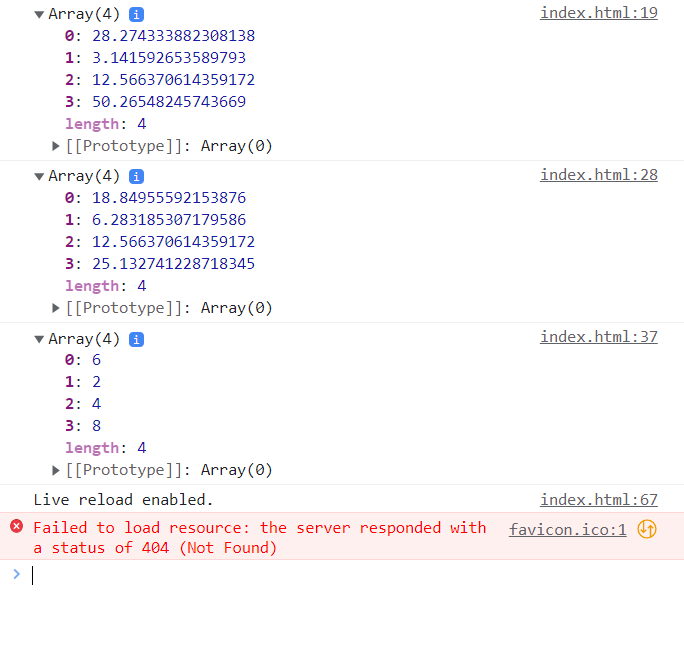 ▼Array(4) i index.html:19
0: 28.274333882308138
1: 3.141592653589793
2: 12.566370614359172
3: 50.26548245743669
length: 4
▶[[Prototype]]: Array(0)
▼Array(4) i index.html:28
0: 18.84955592153876
1: 6.283185307179586
2: 12.566370614359172
3: 25.132741228718345
length: 4
▶[[Prototype]]: Array(0)
▼Array(4) i index.html:37
0: 6
1: 2
2: 4
3: 8
length: 4
▶[[Prototype]]: Array(0)
Live reload enabled. index.html:67
Failed to load resource: the server responded with favicon.ico:1
a status of 404 (Not Found)
>